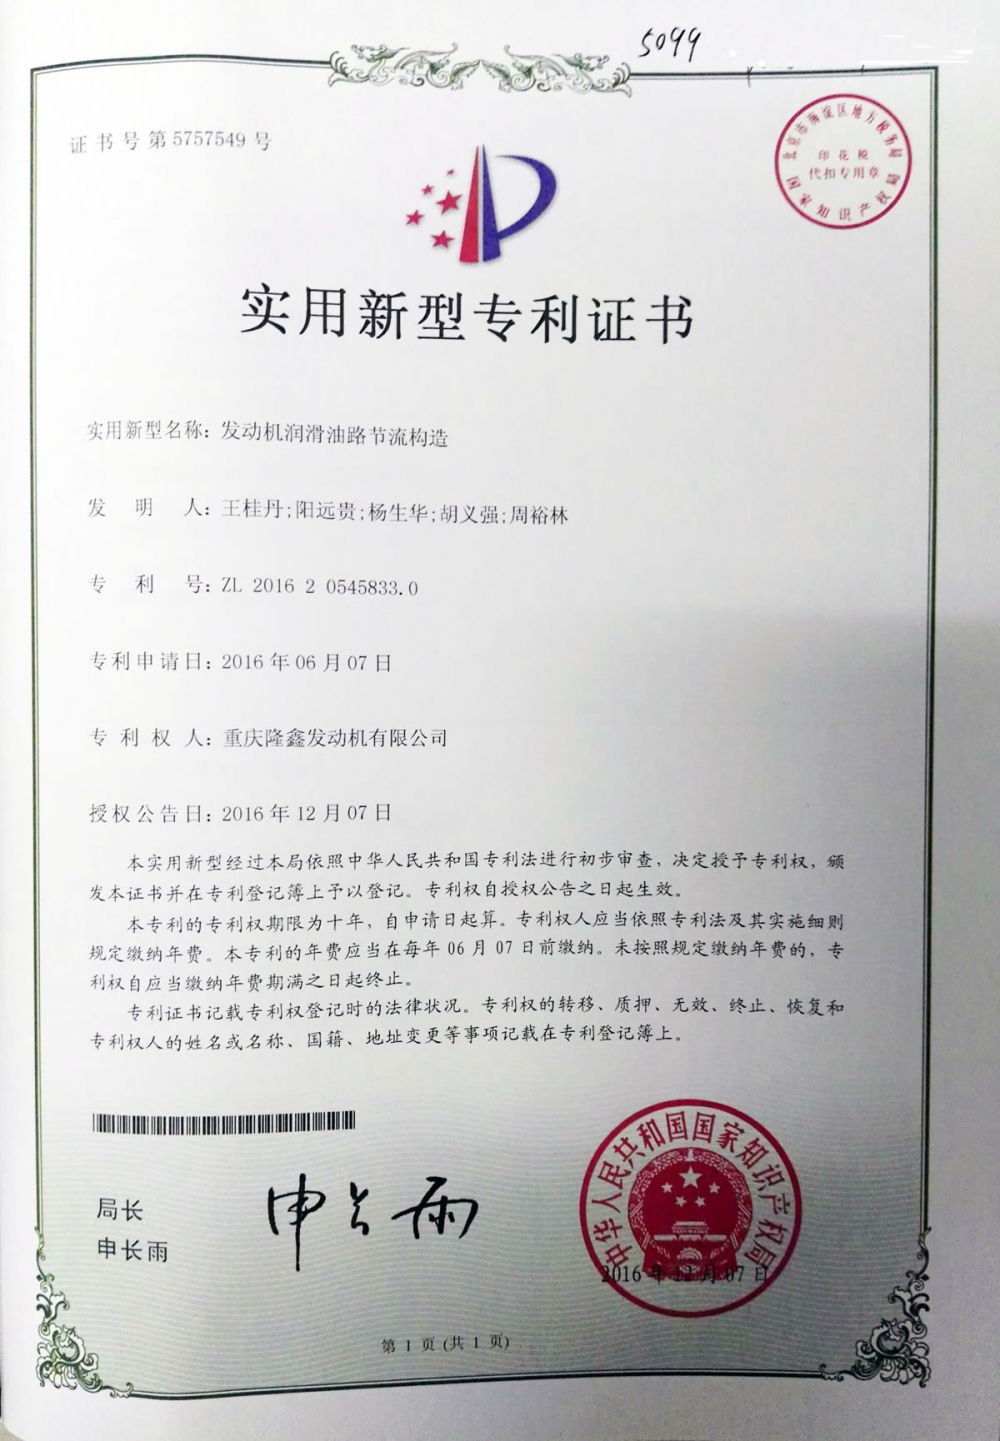 5099
证书号第5757549号
北京市海淀区地方税务局
印花税
代扣专用章
国家知识产权局
实用新型专利证书
实用新型名称：发动机润滑油路节流构造
发明人：王桂丹;阳远贵;杨生华;胡义强;周裕林
专利号：ZL 2016 2 0545833.0
专利申请日：2016年06月07日
专利权人：重庆隆鑫发动机有限公司
授权公告日：2016年12月07日
本实用新型经过本局依照中华人民共和国专利法进行初步审查，决定授予专利权，颁
发本证书并在专利登记簿上予以登记。专利权自授权公告之日起生效。
本专利的专利权期限为十年，自申请日起算。专利权人应当依照专利法及其实施细则
规定缴纳年费。本专利的年费应当在每年06月07日前缴纳。未按照规定缴纳年费的，专
利权自应当缴纳年费期满之日起终止。
专利证书记载专利权登记时的法律状况。专利权的转移、质押、无效、终止、恢复和
专利权人的姓名或名称、国籍、地址变更等事项记载在专利登记簿上。
局长
申长雨
申长雨
中华人民共和国国家知识产权局
2016年12月07日
第1页(共1页)